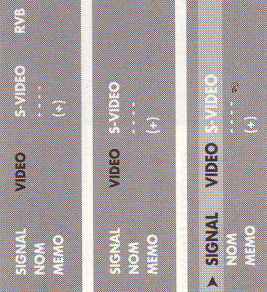 SIGNAL VIDEO S-VIDEO RVB
NOM - - - -
MEMO (+)
SIGNAL VIDEO S-VIDEO
NOM - - - -
MEMO (+)
➤ SIGNAL VIDEO S-VIDEO
NOM - - - -
MEMO (+)